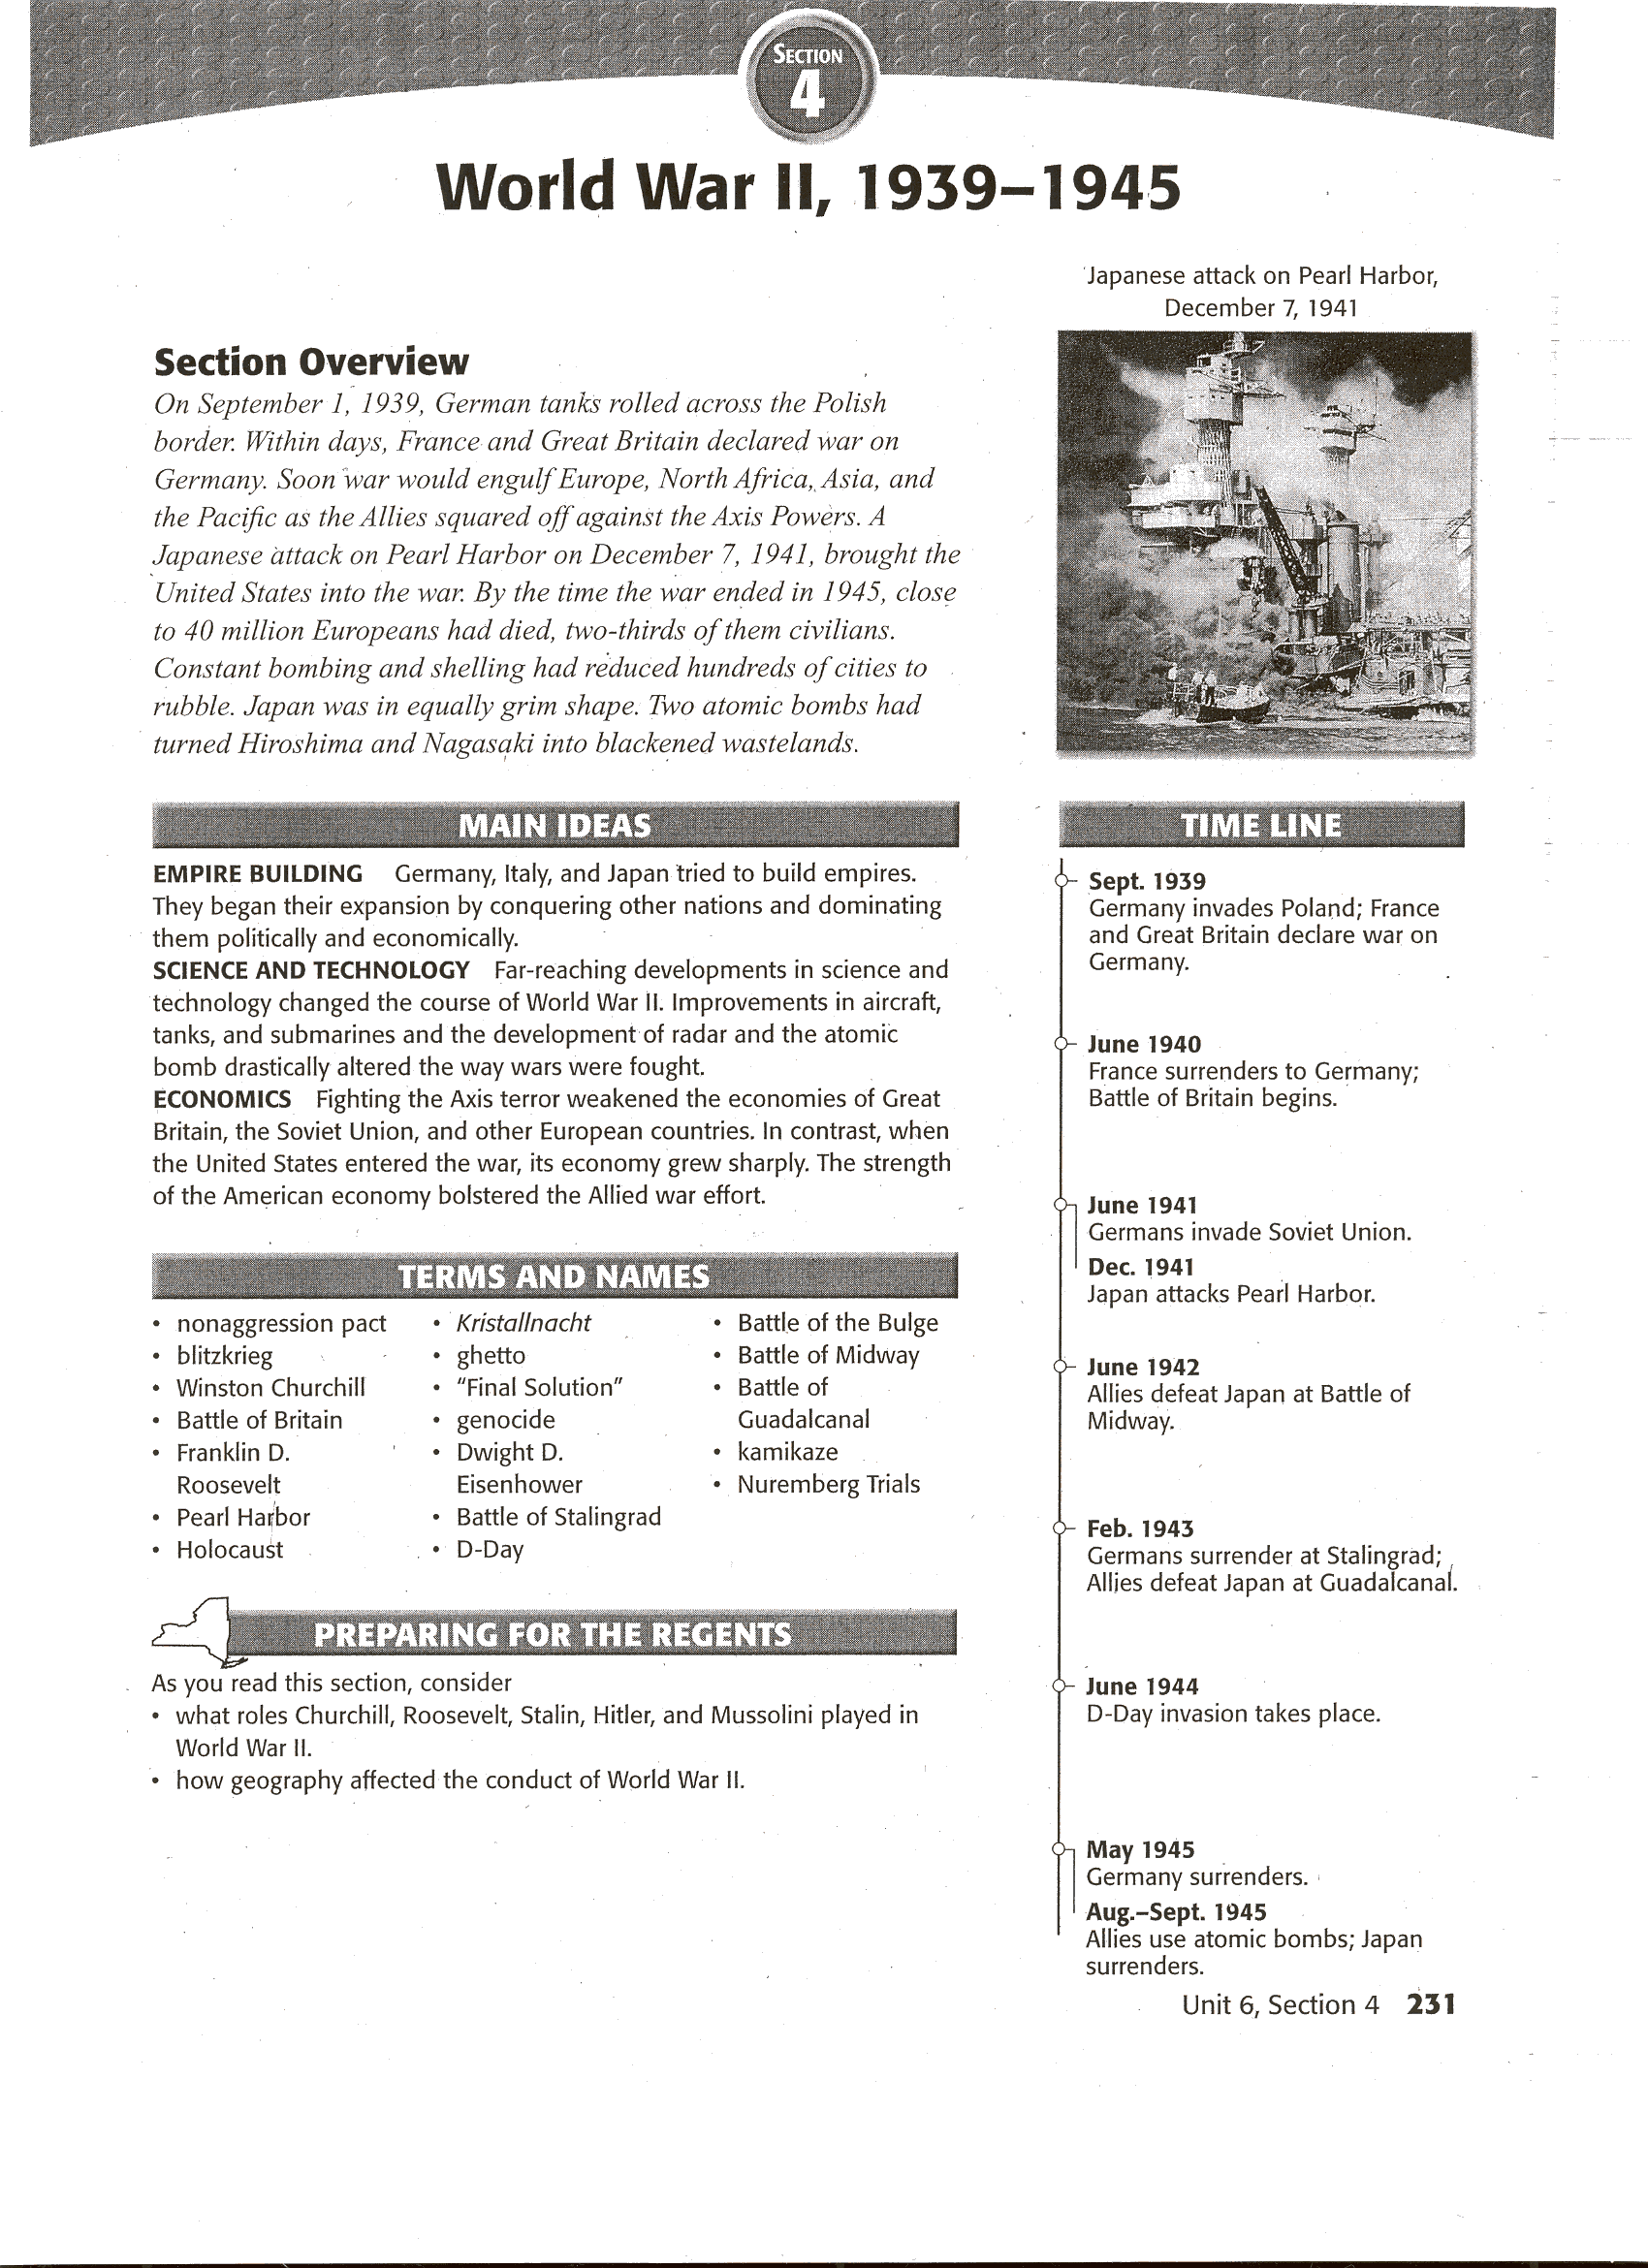 SECTION
4
World War II, 1939–1945
Japanese attack on Pearl Harbor,
December 7, 1941
Section Overview
On September 1, 1939, German tanks rolled across the Polish
border. Within days, France and Great Britain declared war on
Germany. Soon war would engulf Europe, North Africa, Asia, and
the Pacific as the Allies squared off against the Axis Powers. A
Japanese attack on Pearl Harbor on December 7, 1941, brought the
United States into the war. By the time the war ended in 1945, close
to 40 million Europeans had died, two-thirds of them civilians.
Constant bombing and shelling had reduced hundreds of cities to
rubble. Japan was in equally grim shape. Two atomic bombs had
turned Hiroshima and Nagasaki into blackened wastelands.
MAIN IDEAS
EMPIRE BUILDING Germany, Italy, and Japan tried to build empires.
They began their expansion by conquering other nations and dominating
them politically and economically.
SCIENCE AND TECHNOLOGY Far-reaching developments in science and
technology changed the course of World War II. Improvements in aircraft,
tanks, and submarines and the development of radar and the atomic
bomb drastically altered the way wars were fought.
ECONOMICS Fighting the Axis terror weakened the economies of Great
Britain, the Soviet Union, and other European countries. In contrast, when
the United States entered the war, its economy grew sharply. The strength
of the American economy bolstered the Allied war effort.
TERMS AND NAMES
• nonaggression pact
• blitzkrieg
• Winston Churchill
• Battle of Britain
• Franklin D.
Roosevelt
• Pearl Harbor
• Holocaust
• Kristallnacht
• ghetto
• "Final Solution"
• genocide
• Dwight D.
Eisenhower
• Battle of Stalingrad
• D-Day
• Battle of the Bulge
• Battle of Midway
• Battle of
Guadalcanal
• kamikaze
• Nuremberg Trials
PREPARING FOR THE REGENTS
As you read this section, consider
• what roles Churchill, Roosevelt, Stalin, Hitler, and Mussolini played in
World War II.
• how geography affected the conduct of World War II.
TIME LINE
Sept. 1939
Germany invades Poland; France
and Great Britain declare war on
Germany.
June 1940
France surrenders to Germany;
Battle of Britain begins.
June 1941
Germans invade Soviet Union.
Dec. 1941
Japan attacks Pearl Harbor.
June 1942
Allies defeat Japan at Battle of
Midway.
Feb. 1943
Germans surrender at Stalingrad;
Allies defeat Japan at Guadalcanal.
June 1944
D-Day invasion takes place.
May 1945
Germany surrenders.
Aug.–Sept. 1945
Allies use atomic bombs; Japan
surrenders.
Unit 6, Section 4 231